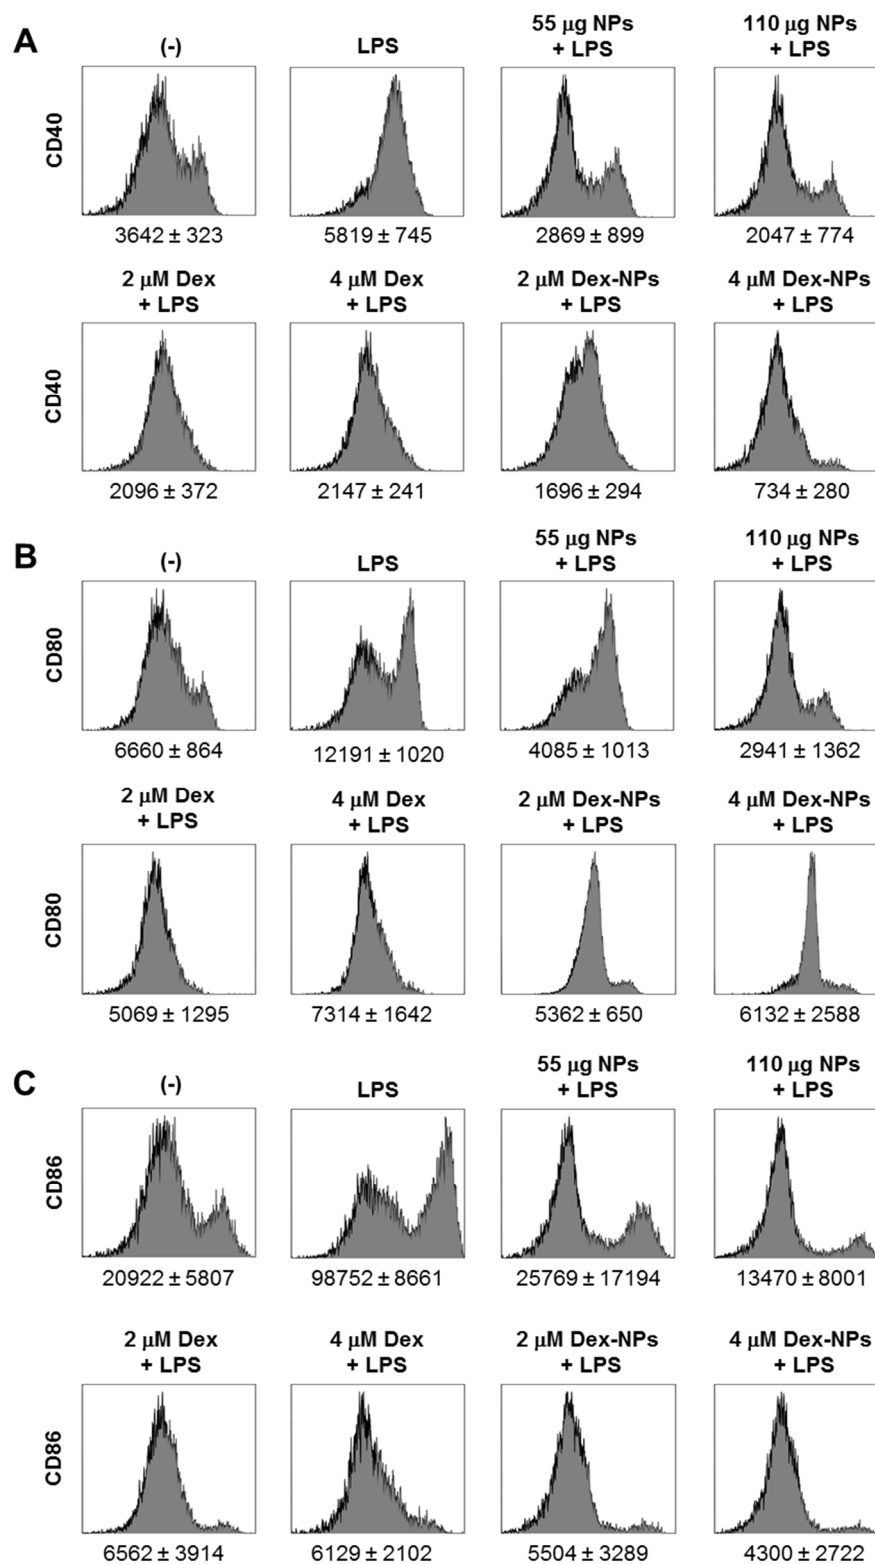 A
(-)
LPS
55 μg NPs
+ LPS
110 μg NPs
+ LPS
CD40
3642 ± 323
5819 ± 745
2869 ± 899
2047 ± 774
2 μM Dex
+ LPS
4 μM Dex
+ LPS
2 μM Dex-NPs
+ LPS
4 μM Dex-NPs
+ LPS
CD40
2096 ± 372
2147 ± 241
1696 ± 294
734 ± 280
B
(-)
LPS
55 μg NPs
+ LPS
110 μg NPs
+ LPS
CD80
6660 ± 864
12191 ± 1020
4085 ± 1013
2941 ± 1362
2 μM Dex
+ LPS
4 μM Dex
+ LPS
2 μM Dex-NPs
+ LPS
4 μM Dex-NPs
+ LPS
CD80
5069 ± 1295
7314 ± 1642
5362 ± 650
6132 ± 2588
C
(-)
LPS
55 μg NPs
+ LPS
110 μg NPs
+ LPS
CD86
20922 ± 5807
98752 ± 8661
25769 ± 17194
13470 ± 8001
2 μM Dex
+ LPS
4 μM Dex
+ LPS
2 μM Dex-NPs
+ LPS
4 μM Dex-NPs
+ LPS
CD86
6562 ± 3914
6129 ± 2102
5504 ± 3289
4300 ± 2722